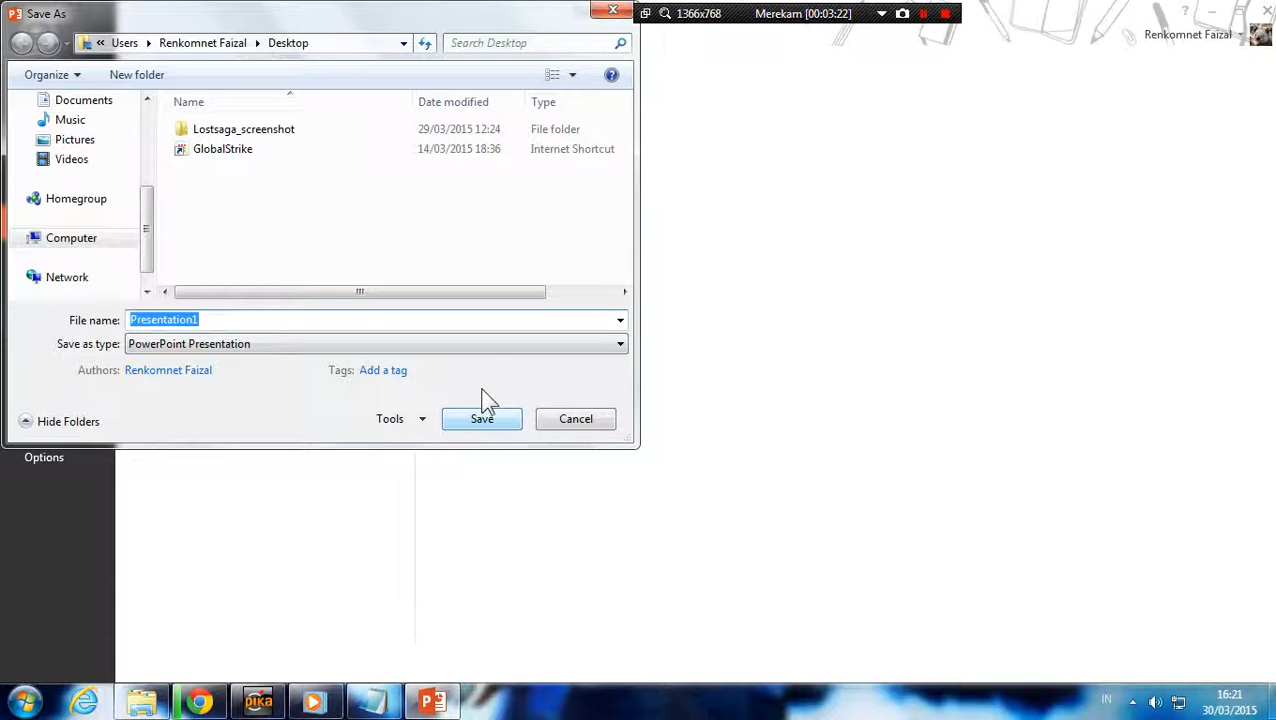 Save As
1366x768
Merekam [00:03:22]
?
Renkomnet Faizal
« Users Renkomnet Faizal Desktop
Search Desktop
Organize
New folder
Documents
Music
Pictures
Videos
Homegroup
Computer
Network
Name Date modified Type
Lostsaga_screenshot 29/03/2015 12:24 File folder
GlobalStrike 14/03/2015 18:36 Internet Shortcut
File name: Presentation1
Save as type: PowerPoint Presentation
Authors: Renkomnet Faizal
Tags: Add a tag
Hide Folders
Tools
Save
Cancel
Options
pika
IN
16:21
30/03/2015